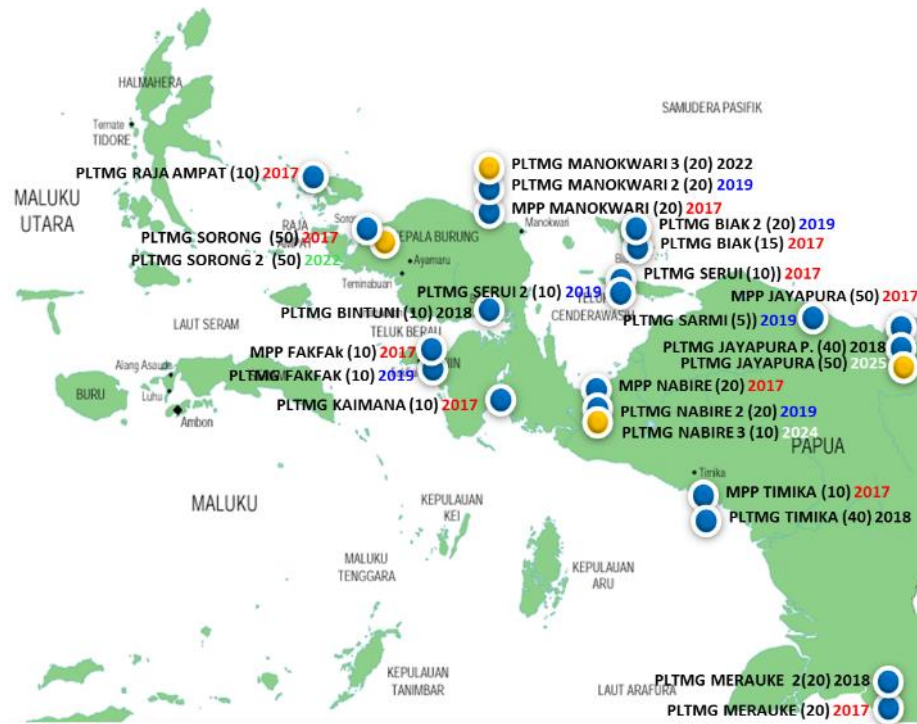 HALMAHERA
SAMUDERA PASIFIK
Ternate
TIDORE
PLTMG MANOKWARI 3 (20) 2022
PLTMG RAJA AMPAT (10) 2017
PLTMG MANOKWARI 2 (20) 2019
MALUKU
UTARA
MPP MANOKWARI (20) 2017
RAJA
Manokwari
PLTMG BIAK 2 (20) 2019
PLTMG SORONG (50) 2017
KEPALA BURUNG
PLTMG BIAK (15) 2017
PLTMG SORONG 2 (50) 2022
Ayamaru
Teminabuan
PLTMG SERUI (10)) 2017
PLTMG SERUI 2 (10) 2019
TELUK
CENDERAWASIH
MPP JAYAPURA (50) 2017
PLTMG BINTUNI (10) 2018
LAUT SERAM
TELUK BERAU
PLTMG SARMI (5)) 2019
PLTMG JAYAPURA P. (40) 2018
MPP FAKFAk (10) 2017
PLTMG JAYAPURA (50) 2025
Alang Asaude
PLTMG FAKFAk (10) 2019
MPP NABIRE (20) 2017
BURU
Luhu
PLTMG KAIMANA (10) 2017
PLTMG NABIRE 2 (20) 2019
Ambon
PLTMG NABIRE 3 (10) 2024
PAPUA
Timika
MPP TIMIKA (10) 2017
MALUKU
KEPULAUAN
KEI
PLTMG TIMIKA (40) 2018
MALUKU
TENGGARA
KEPULAUAN
ARU
KEPULAUAN
TANIMBAR
LAUT ARAFURA
PLTMG MERAUKE 2(20) 2018
PLTMG MERAUKE (20) 2017